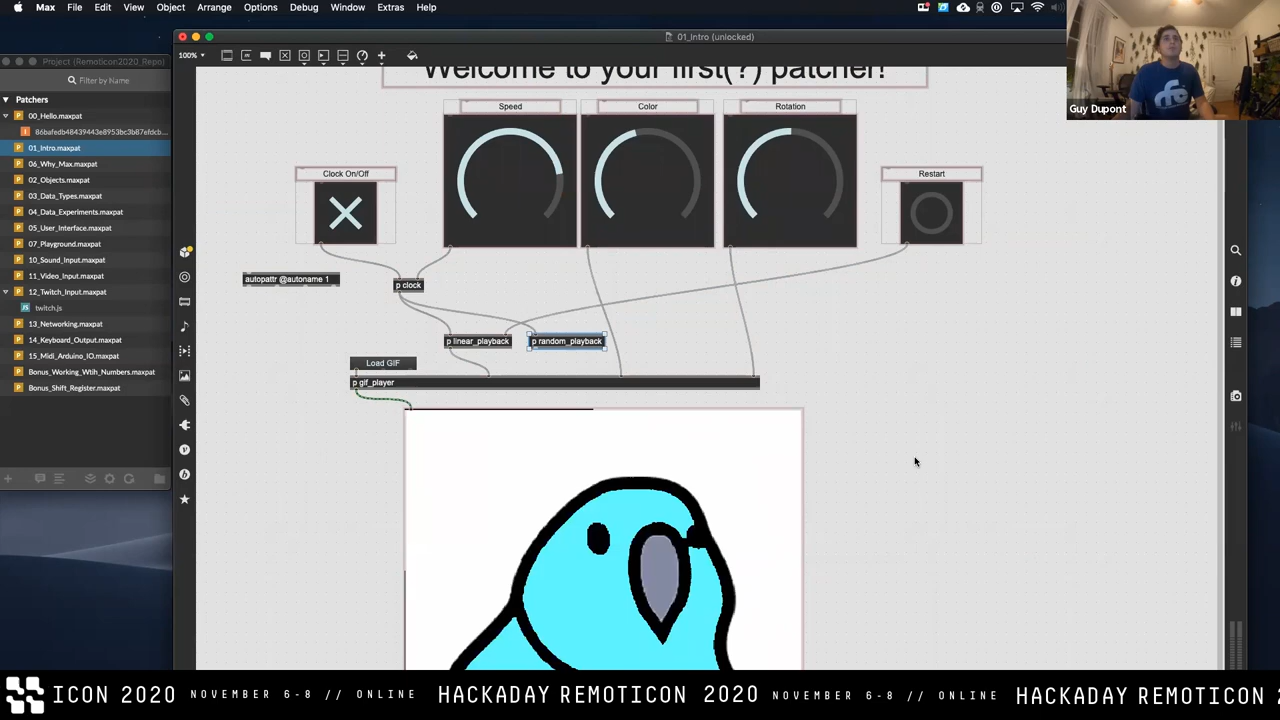 Max File Edit View Object Arrange Options Debug Window Extras Help
01_Intro (unlocked)
Project (Remoticon2020_Repo)
100%
Filter by Name
Patchers
00_Hello.maxpat
86bafedb48439443e8953bc3b87efdcb...
01_Intro.maxpat
06_Why_Max.maxpat
02_Objects.maxpat
03_Data_Types.maxpat
04_Data_Experiments.maxpat
05_User_Interface.maxpat
07_Playground.maxpat
10_Sound_Input.maxpat
11_Video_Input.maxpat
12_Twitch_Input.maxpat
twitch.js
13_Networking.maxpat
14_Keyboard_Output.maxpat
15_Midi_Arduino_IO.maxpat
Bonus_Working_Wtih_Numbers.maxpat
Bonus_Shift_Register.maxpat
Welcome to your first(?) patcher!
Speed
Color
Rotation
Clock On/Off
Restart
autopattr @autoname 1
p clock
p linear_playback
p random_playback
Load GIF
p gif_player
Guy Dupont
ICON 2020 NOVEMBER 6-8 // ONLINE HACKADAY REMOTICON 2020 NOVEMBER 6-8 // ONLINE HACKADAY REMOTICON 2